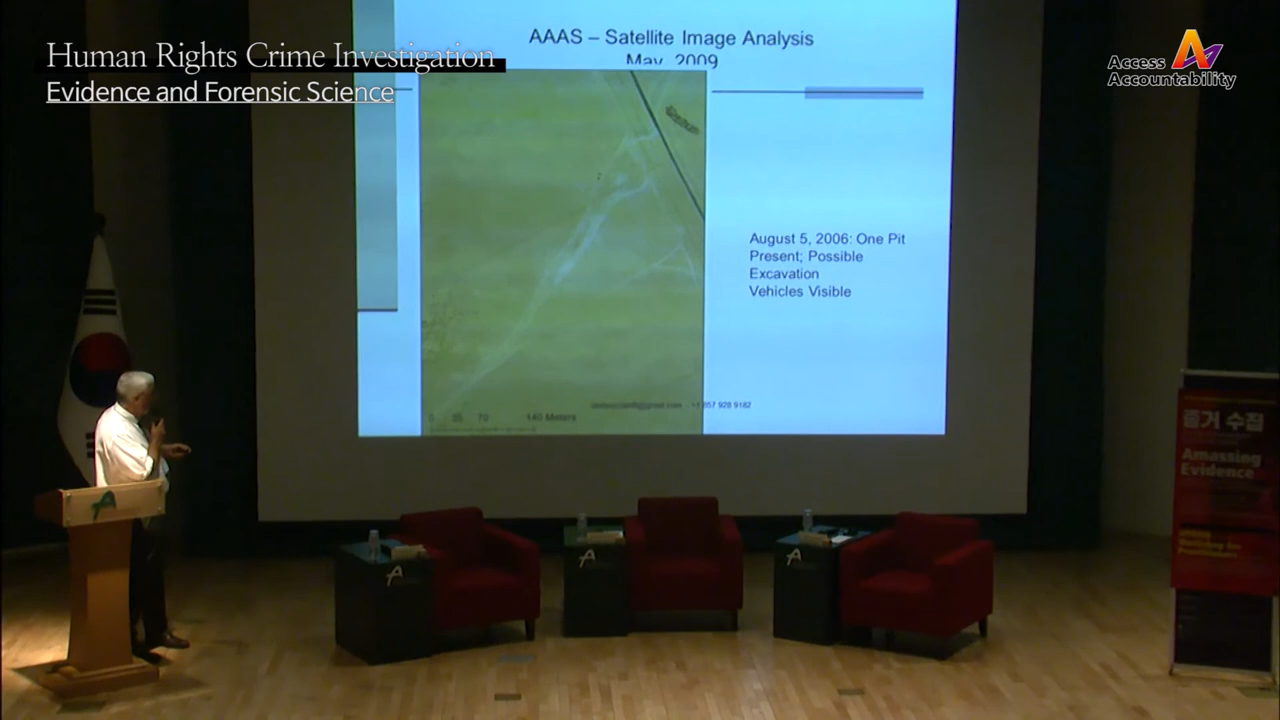 Human Rights Crime Investigation
Evidence and Forensic Science
Access
Accountability
AAAS – Satellite Image Analysis
May 2009
August 5, 2006: One Pit
Present; Possible
Excavation
Vehicles Visible
70
140 Meters
증거 수집
Amassing
Evidence